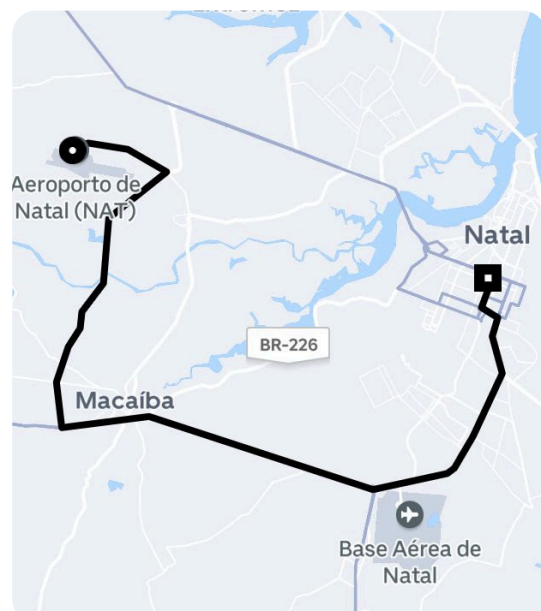 Aeroporto de
Natal (NAT)
Natal
BR-226
Macaíba
Base Aérea de
Natal